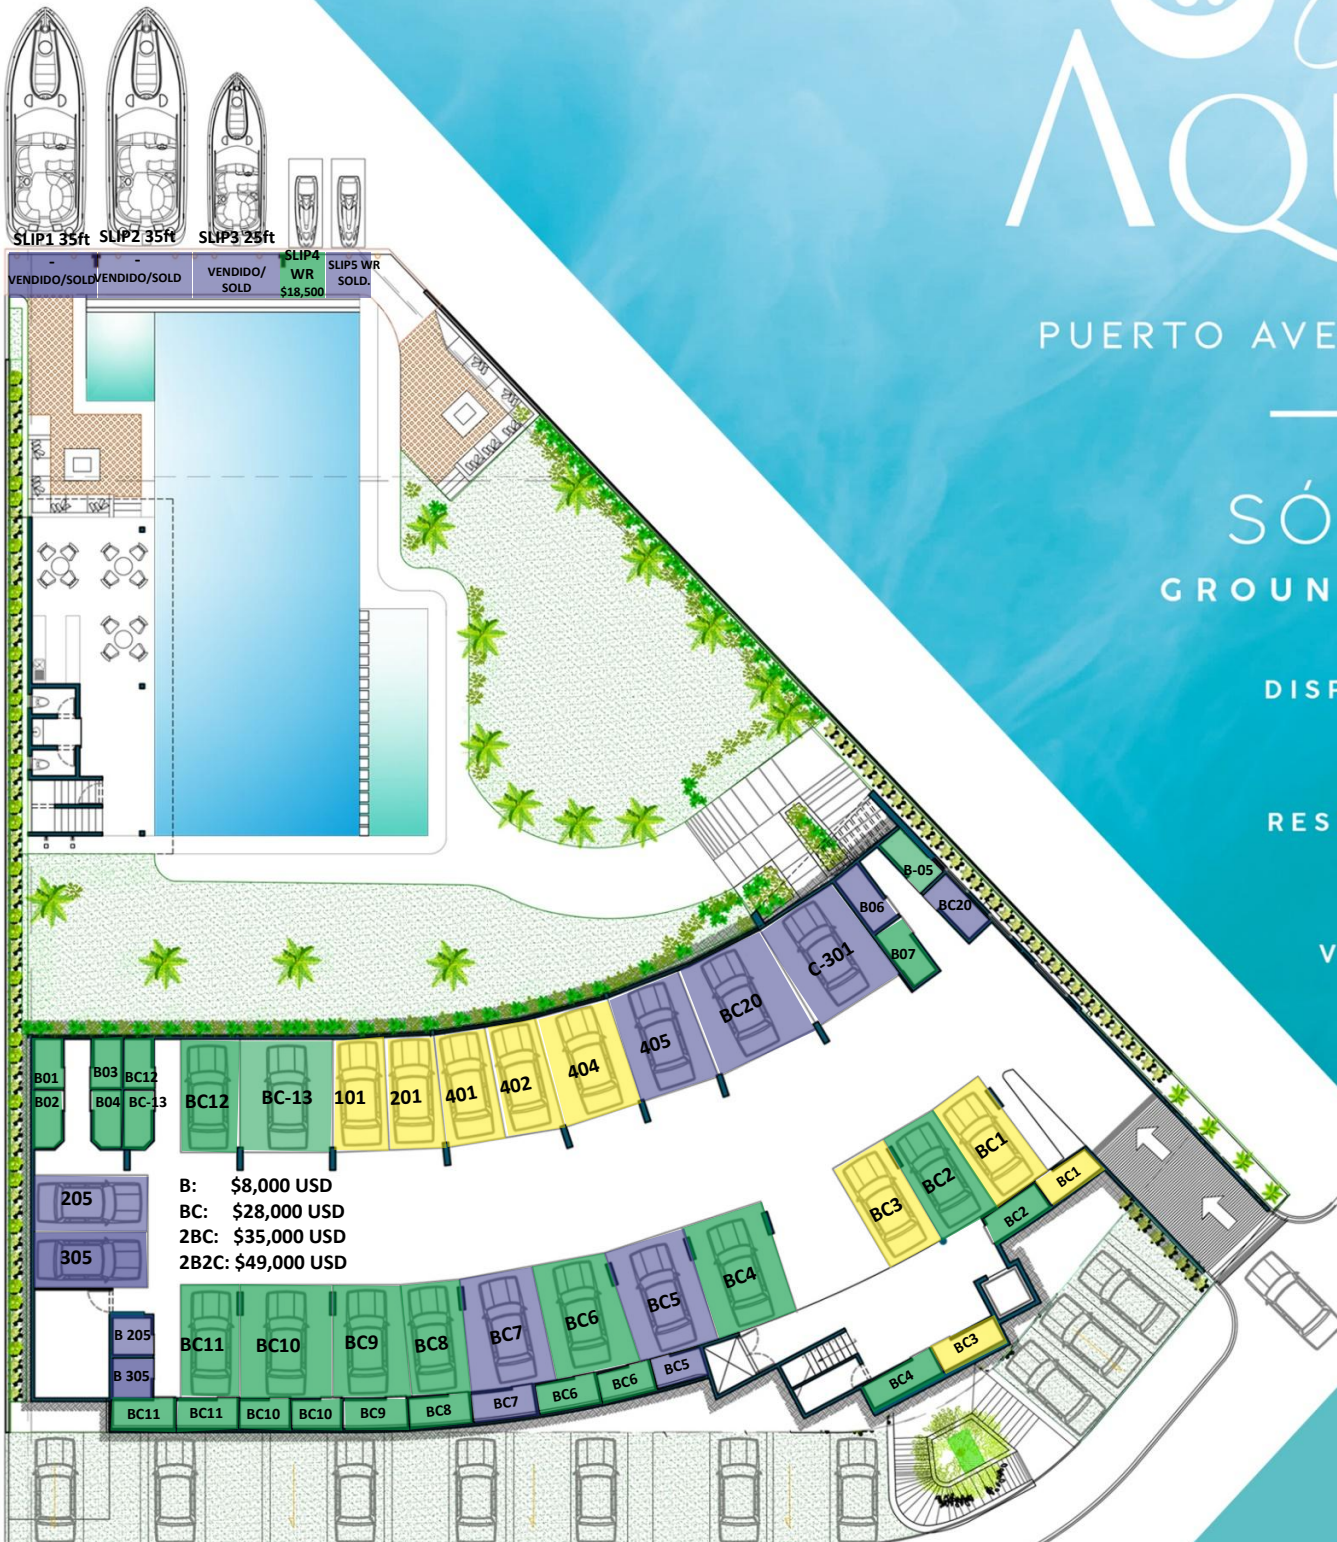 SLIP1 35ft
SLIP2 35ft
SLIP3 25ft
-
VENDIDO/SOLD
-
VENDIDO/SOLD
VENDIDO/
SOLD
SLIP4
WR
$18,500
SLIP5 WR
SOLD.
PUERTO AVE
SÓ
GROUN
DISP
RES
V
B-05
BC20
B06
B07
C-301
BC20
405
404
402
401
201
101
BC-13
BC12
B01
B02
B03
B04
BC12
BC-13
205
305
B: $8,000 USD
BC: $28,000 USD
2BC: $35,000 USD
2B2C: $49,000 USD
BC1
BC2
BC3
BC1
BC2
BC4
BC5
BC6
BC7
BC8
BC9
BC10
BC11
B 205
B 305
BC11
BC11
BC10
BC10
BC9
BC8
BC7
BC6
BC6
BC5
BC4
BC3